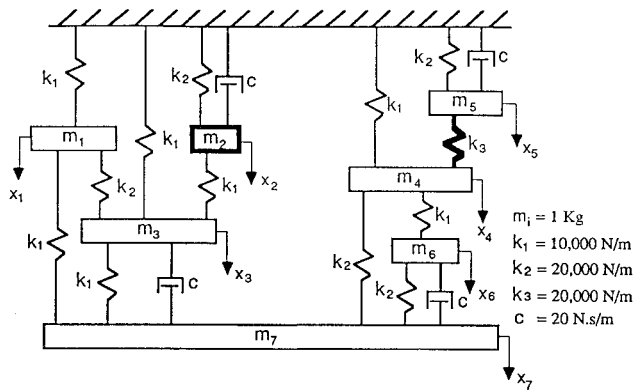 k₁
k₂
c
k₂
c
m₅
k₁
k₁
m₁
m₂
k₃
x₅
x₁
k₂
k₁
x₂
m₄
x₄
m₃
k₁
k₁
x₃
m₆
k₁
c
k₂
k₂
c
x₆
m₇
x₇
mᵢ = 1 Kg
k₁ = 10,000 N/m
k₂ = 20,000 N/m
k₃ = 20,000 N/m
c = 20 N.s/m